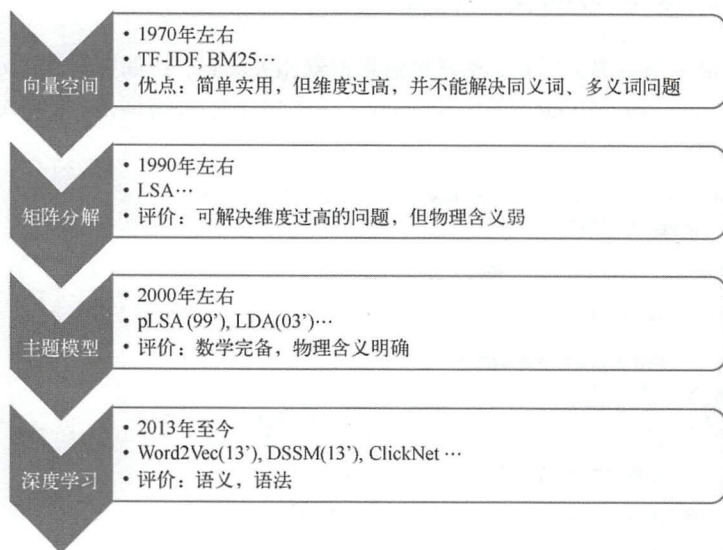 向量空间
• 1970年左右
• TF-IDF, BM25…
• 优点：简单实用，但维度过高，并不能解决同义词、多义词问题
矩阵分解
• 1990年左右
• LSA…
• 评价：可解决维度过高的问题，但物理含义弱
主题模型
• 2000年左右
• pLSA (99’), LDA(03’)…
• 评价：数学完备，物理含义明确
深度学习
• 2013年至今
• Word2Vec(13’), DSSM(13’), ClickNet …
• 评价：语义，语法